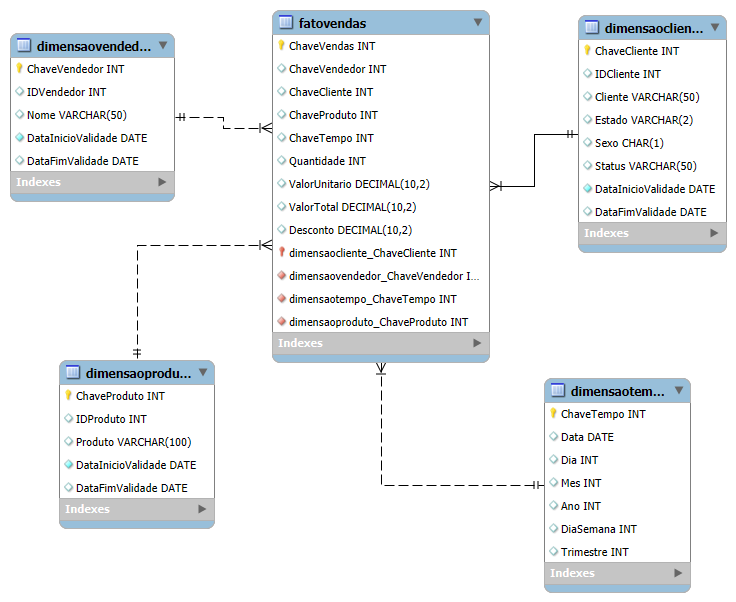 dimensaovended...
ChaveVendedor INT
IDVendedor INT
Nome VARCHAR(50)
DataInicioValidade DATE
DataFimValidade DATE
Indexes
fatovendas
ChaveVendas INT
ChaveVendedor INT
ChaveCliente INT
ChaveProduto INT
ChaveTempo INT
Quantidade INT
ValorUnitario DECIMAL(10,2)
ValorTotal DECIMAL(10,2)
Desconto DECIMAL(10,2)
dimensaocliente_ChaveCliente INT
dimensaovendedor_ChaveVendedor I...
dimensaotempo_ChaveTempo INT
dimensaoproduto_ChaveProduto INT
Indexes
dimensaoclien...
ChaveCliente INT
IDCliente INT
Cliente VARCHAR(50)
Estado VARCHAR(2)
Sexo CHAR(1)
Status VARCHAR(50)
DataInicioValidade DATE
DataFimValidade DATE
Indexes
dimensaoprodu...
ChaveProduto INT
IDProduto INT
Produto VARCHAR(100)
DataInicioValidade DATE
DataFimValidade DATE
Indexes
dimensaotem...
ChaveTempo INT
Data DATE
Dia INT
Mes INT
Ano INT
DiaSemana INT
Trimestre INT
Indexes